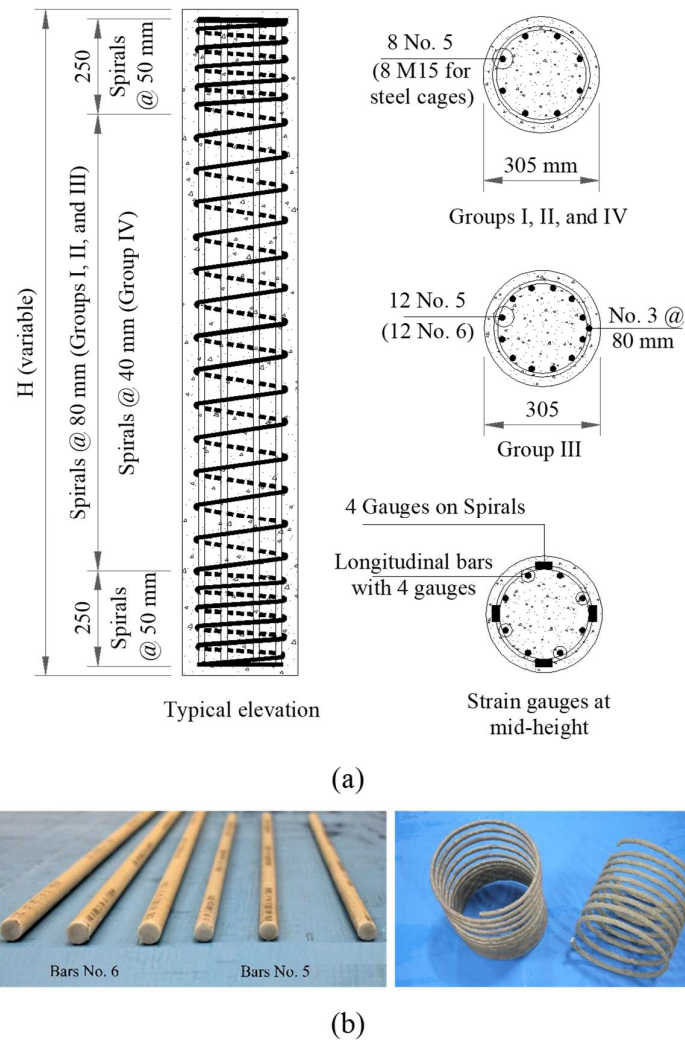 H (variable)
250
Spirals
@ 50 mm
Spirals @ 80 mm (Groups I, II, and III)
Spirals @ 40 mm (Group IV)
250
Spirals
@ 50 mm
Typical elevation
8 No. 5
(8 M15 for
steel cages)
305 mm
Groups I, II, and IV
12 No. 5
(12 No. 6)
No. 3 @
80 mm
305
Group III
4 Gauges on Spirals
Longitudinal bars
with 4 gauges
Strain gauges at
mid-height
(a)
Bars No. 6
Bars No. 5
(b)